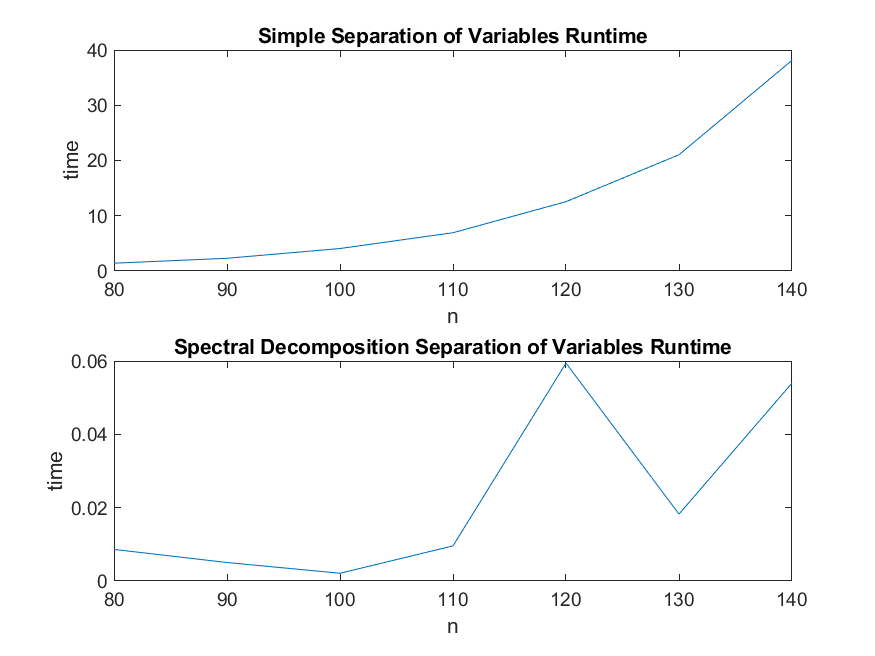 Simple Separation of Variables Runtime
40
30
20
10
0
time
80 90 100 110 120 130 140
n
Spectral Decomposition Separation of Variables Runtime
0.06
0.04
0.02
0
time
80 90 100 110 120 130 140
n